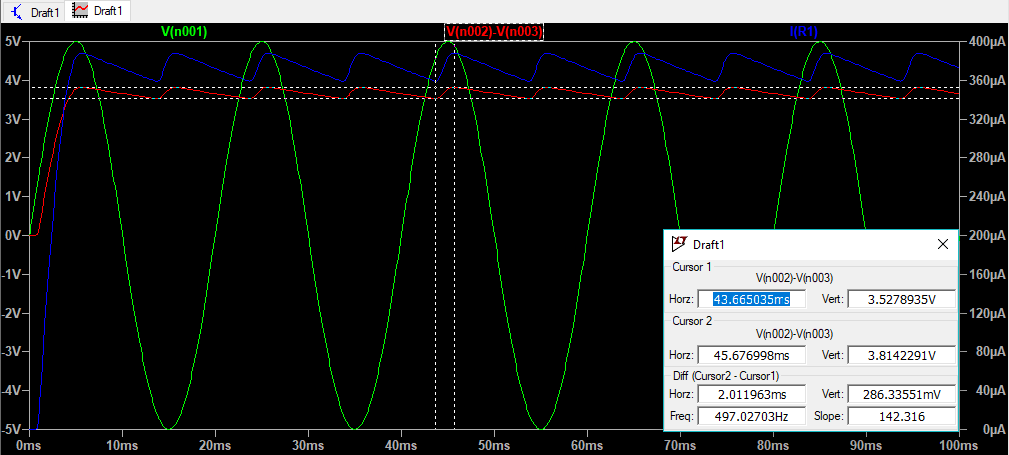 Draft1 Draft1
V(n001) V(n002)-V(n003) I(R1)
5V 400µA
4V 360µA
3V 320µA
2V 280µA
1V 240µA
0V 200µA
-1V 160µA
-2V 120µA
-3V 80µA
-4V 40µA
-5V 0µA
0ms 10ms 20ms 30ms 40ms 50ms 60ms 70ms 80ms 90ms 100ms
Draft1
Cursor 1
V(n002)-V(n003)
Horz: 43.665035ms Vert: 3.5278935V
Cursor 2
V(n002)-V(n003)
Horz: 45.676998ms Vert: 3.8142291V
Diff (Cursor2 - Cursor1)
Horz: 2.011963ms Vert: 286.33551mV
Freq: 497.02703Hz Slope: 142.316